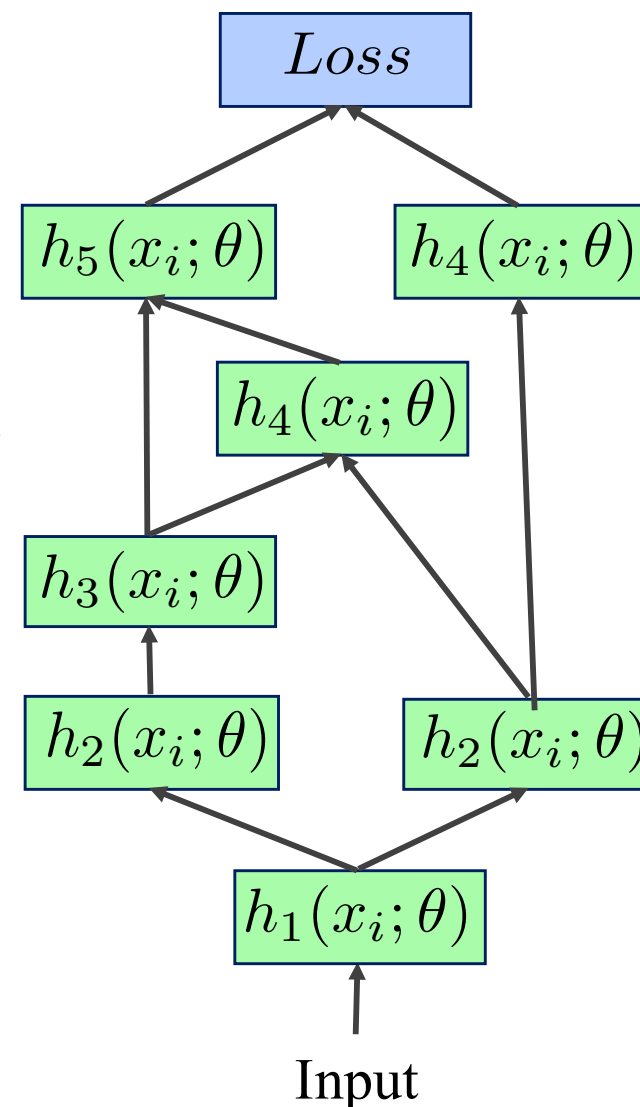 Loss
h₅(xᵢ; θ)
h₄(xᵢ; θ)
h₄(xᵢ; θ)
h₃(xᵢ; θ)
h₂(xᵢ; θ)
h₂(xᵢ; θ)
h₁(xᵢ; θ)
Input